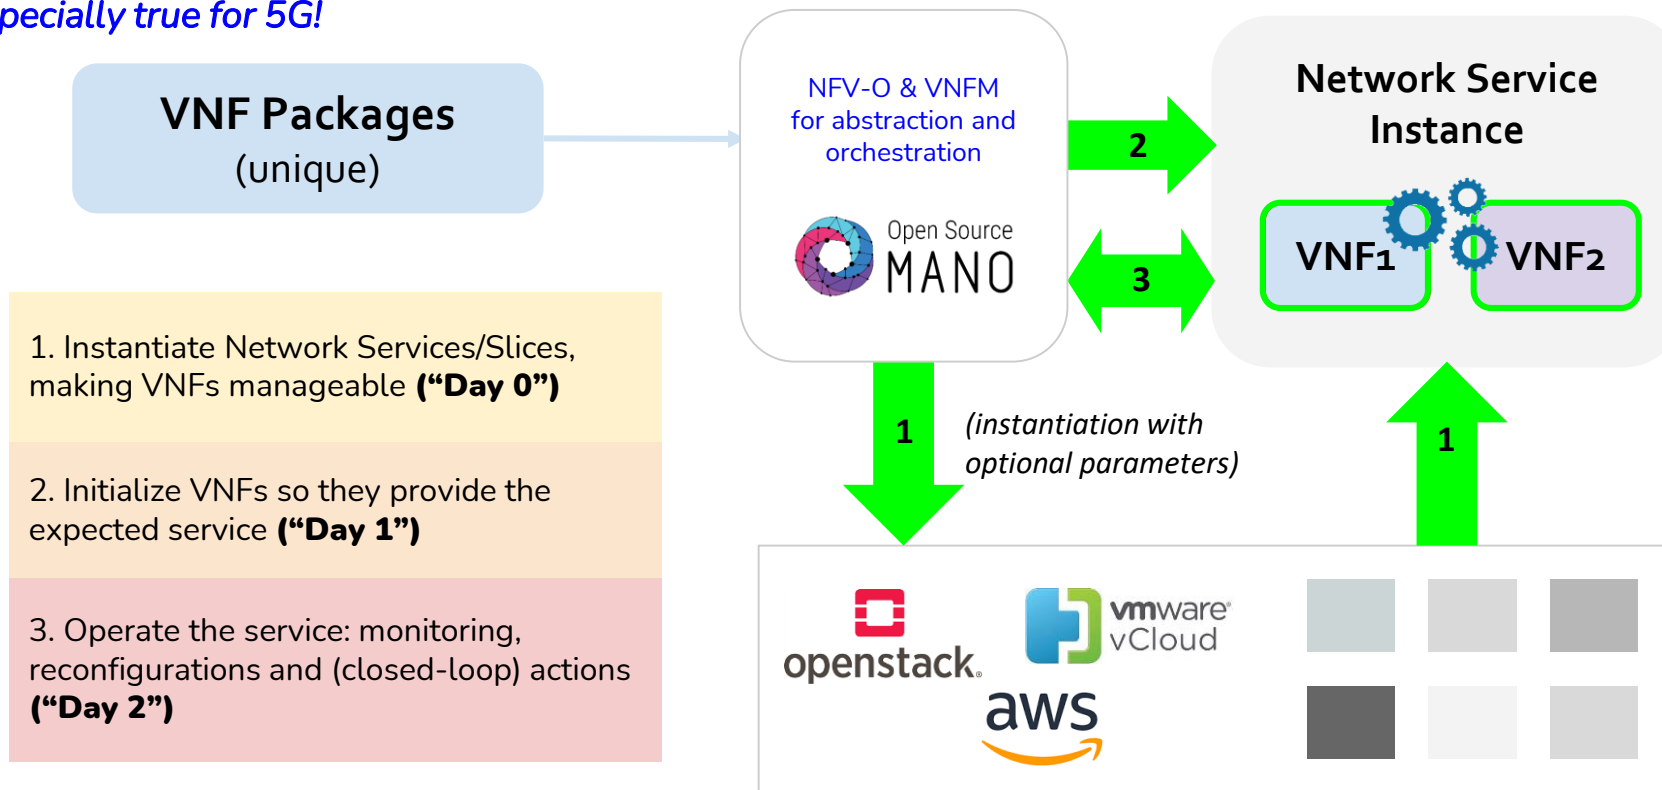 pecially true for 5G!
VNF Packages
(unique)
NFV-O & VNFM
for abstraction and
orchestration
Open Source
MANO
2
3
Network Service
Instance
VNF1
VNF2
1. Instantiate Network Services/Slices,
making VNFs manageable (“Day 0”)
2. Initialize VNFs so they provide the
expected service (“Day 1”)
3. Operate the service: monitoring,
reconfigurations and (closed-loop) actions
(“Day 2”)
1
(instantiation with
optional parameters)
1
openstack.
vmware®
vCloud
aws